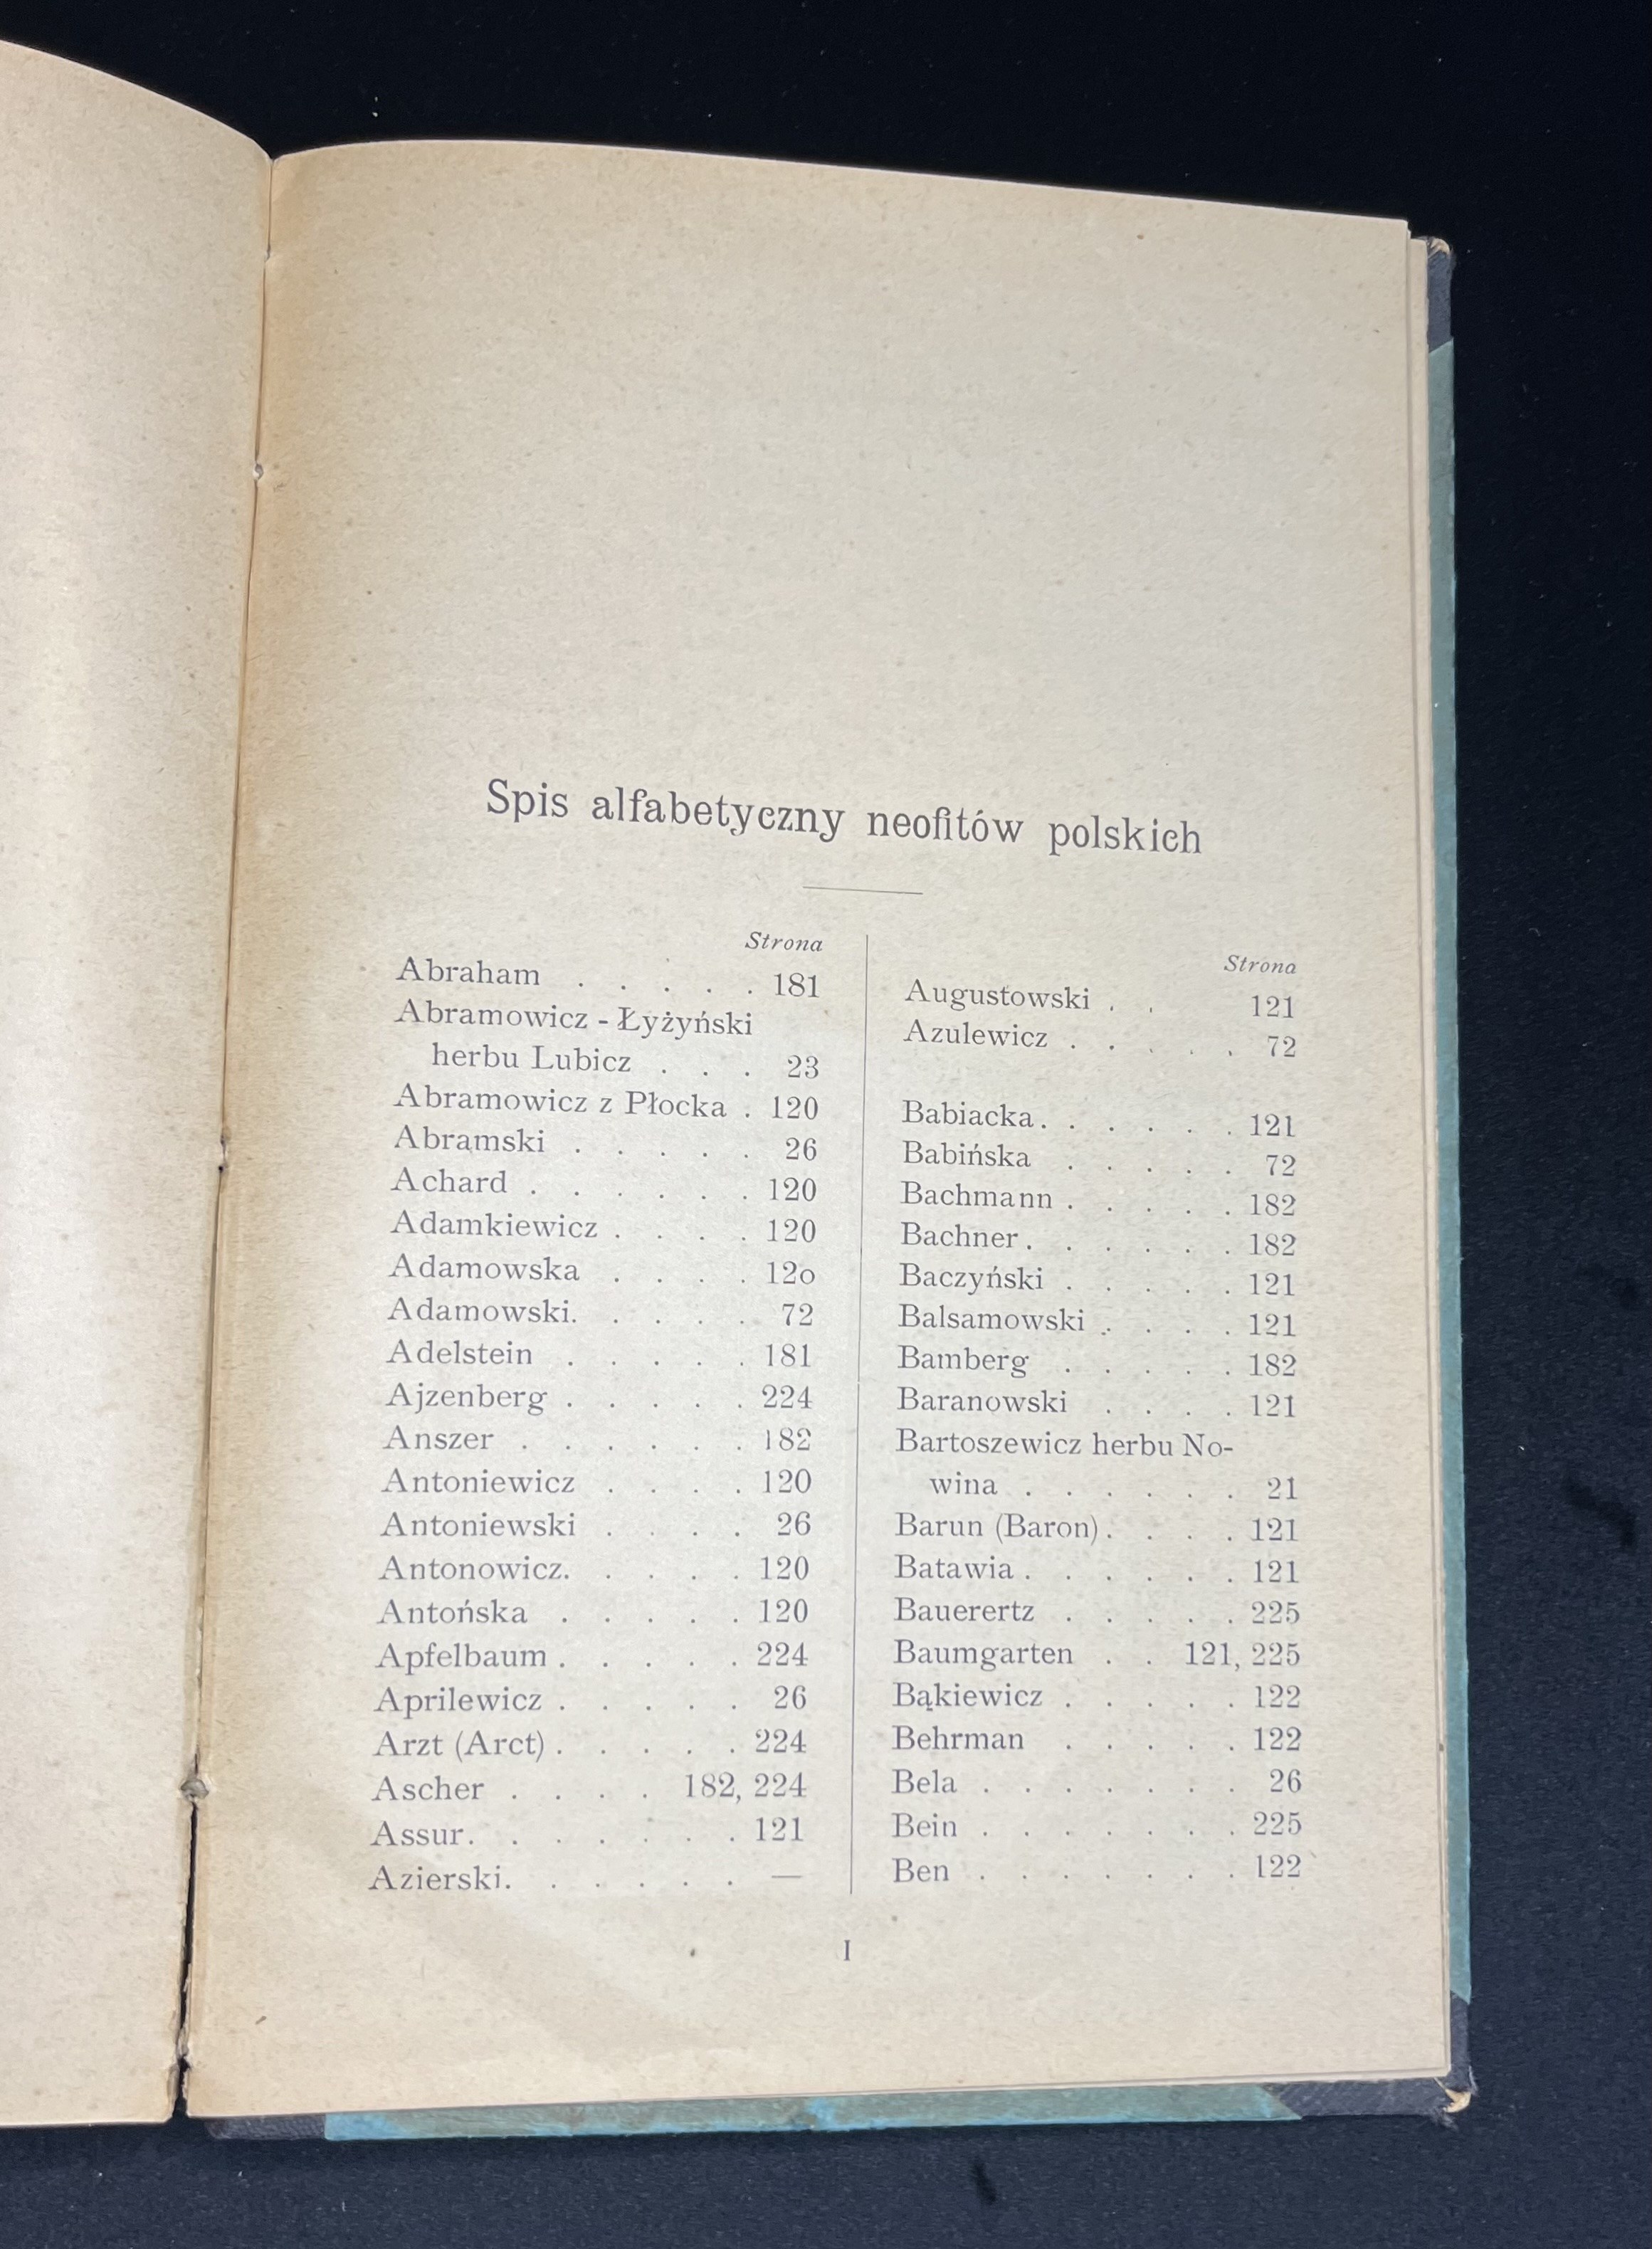 Spis alfabetyczny neofitów polskich
Strona
Abraham . . . . . 181
Abramowicz - Łyżyński
herbu Lubicz . . . 23
Abramowicz z Płocka . 120
Abramski . . . . . 26
Achard . . . . . . 120
Adamkiewicz . . . . 120
Adamowska . . . . 12o
Adamowski. . . . . 72
Adelstein . . . . . 181
Ajzenberg . . . . . 224
Anszer . . . . . . 182
Antoniewicz . . . . 120
Antoniewski . . . . 26
Antonowicz. . . . . 120
Antońska . . . . . 120
Apfelbaum . . . . . 224
Aprilewicz . . . . . 26
Arzt (Arct) . . . . . 224
Ascher . . . . 182, 224
Assur. . . . . . . 121
Azierski. . . . . . —
Strona
Augustowski . . 121
Azulewicz . . . . . 72
Babiacka . . . . . . 121
Babińska . . . . . 72
Bachmann . . . . . 182
Bachner . . . . . . 182
Baczyński . . . . . 121
Balsamowski . . . . 121
Bamberg . . . . . 182
Baranowski . . . . 121
Bartoszewicz herbu No-
wina . . . . . . 21
Barun (Baron) . . . . 121
Batawia . . . . . . 121
Bauerertz . . . . . 225
Baumgarten . . 121, 225
Bąkiewicz . . . . . 122
Behrman . . . . . 122
Bela . . . . . . . 26
Bein . . . . . . . 225
Ben . . . . . . . 122
I